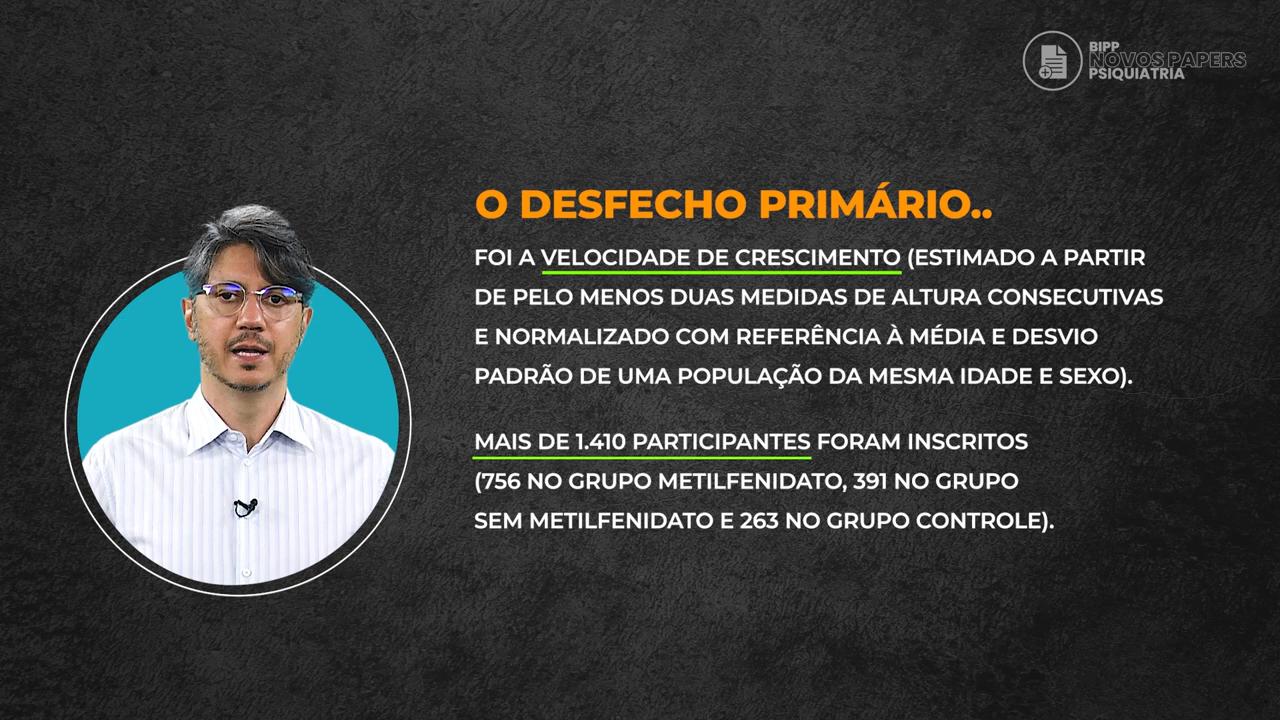 BIPP
NOVOS PAPERS
PSIQUIATRIA
O DESFECHO PRIMÁRIO..
FOI A VELOCIDADE DE CRESCIMENTO (ESTIMADO A PARTIR
DE PELO MENOS DUAS MEDIDAS DE ALTURA CONSECUTIVAS
E NORMALIZADO COM REFERÊNCIA À MÉDIA E DESVIO
PADRÃO DE UMA POPULAÇÃO DA MESMA IDADE E SEXO).
MAIS DE 1.410 PARTICIPANTES FORAM INSCRITOS
(756 NO GRUPO METILFENIDATO, 391 NO GRUPO
SEM METILFENIDATO E 263 NO GRUPO CONTROLE).